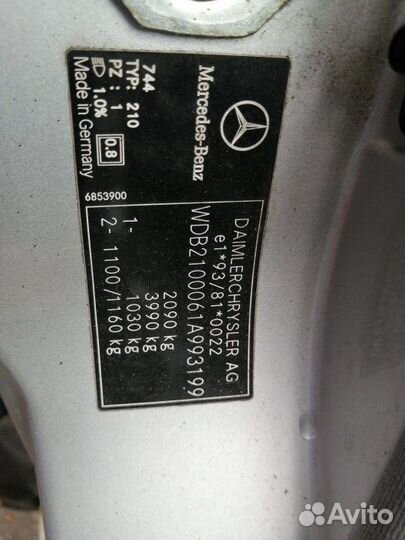 Mercedes-Benz
744
TYP: 210
PZ : 1
1.0%
Made in Germany
0.8
6853900
DAIMLERCHRYSLER AG
e1*93/81*0022
WDB2100061A993199
2090 kg
3990 kg
1- 1030 kg
2- 1100/1160 kg
Avito